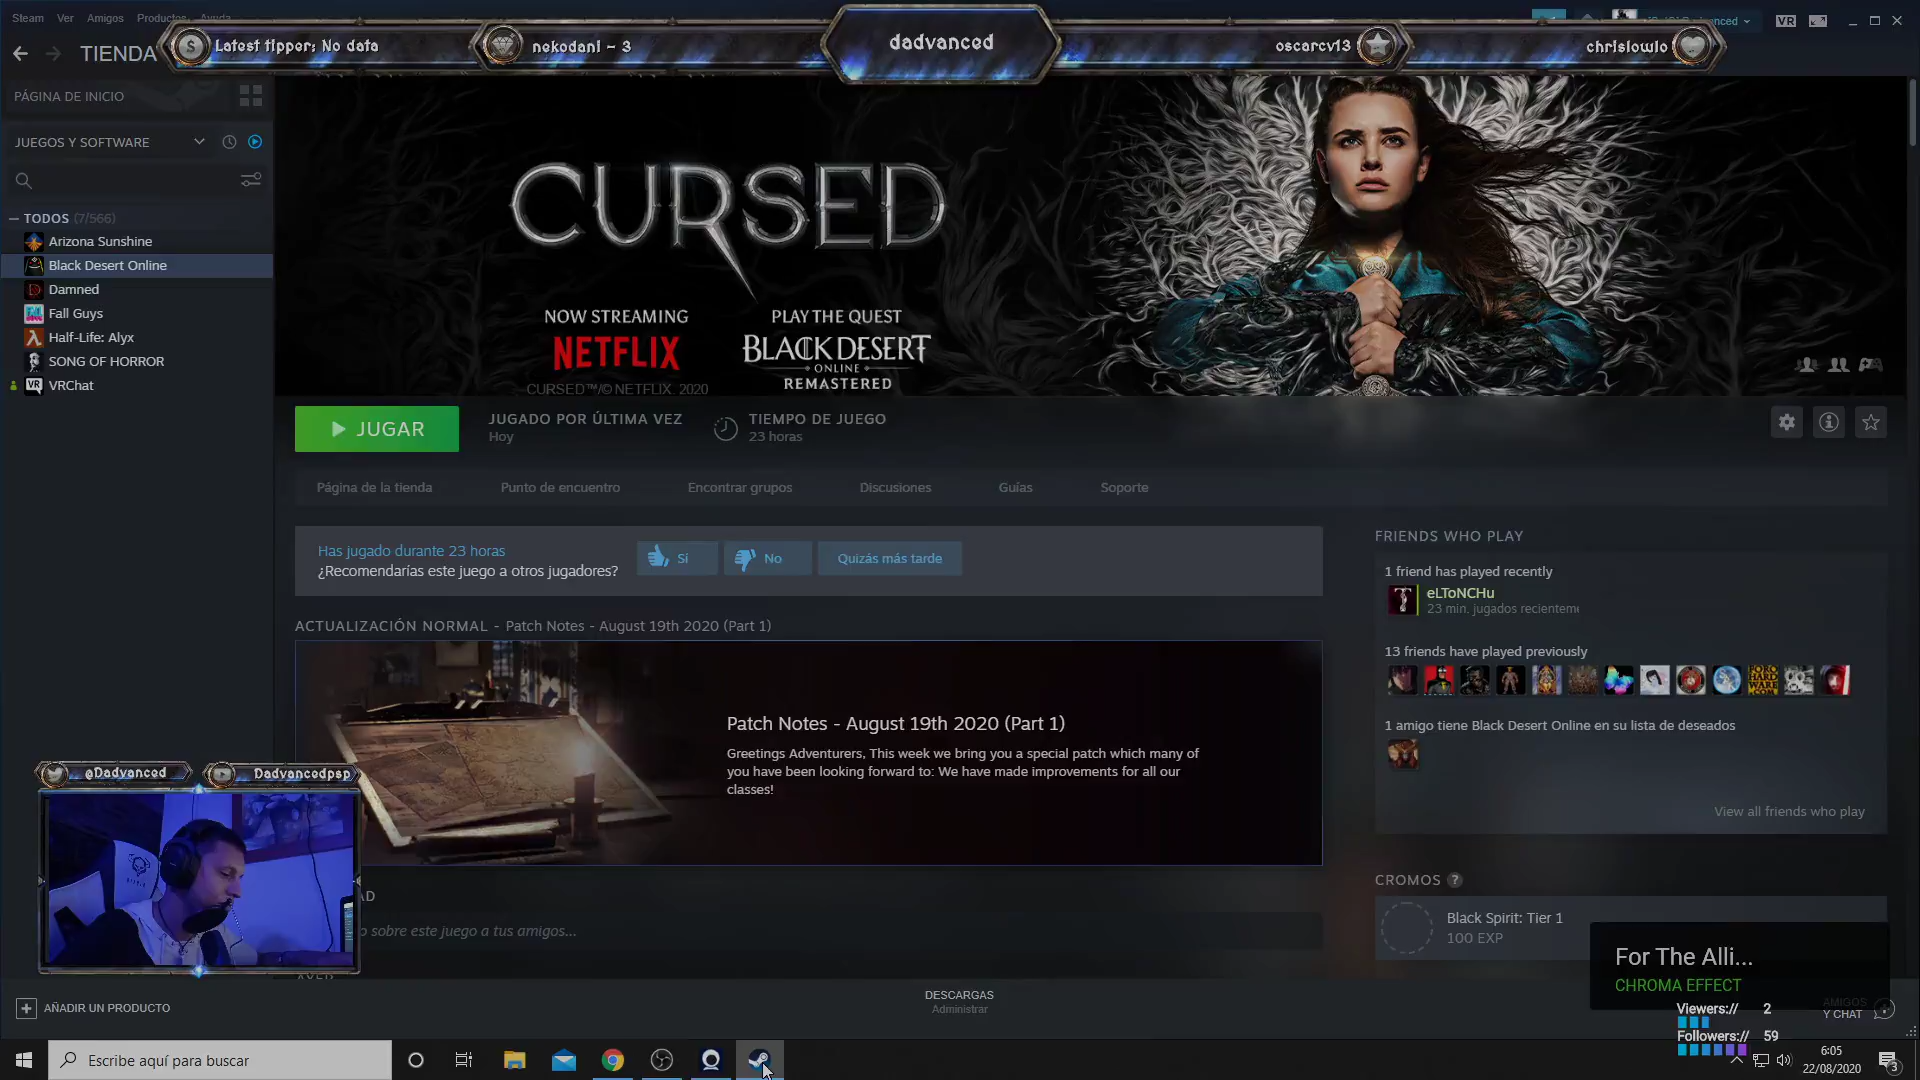 Steam Ver Amigos Productos Ayuda
VR
Latest tipper: No data
nekodani - 3
dadvanced
oscarcv13
chrislowlo
TIENDA
PÁGINA DE INICIO
JUEGOS Y SOFTWARE
TODOS (7/566)
Arizona Sunshine
Black Desert Online
Damned
Fall Guys
Half-Life: Alyx
SONG OF HORROR
VR VRChat
CURSED
NOW STREAMING
NETFLIX
CURSED™/© NETFLIX. 2020
PLAY THE QUEST
BLACK DESERT
ONLINE
REMASTERED
JUGAR
JUGADO POR ÚLTIMA VEZ
Hoy
TIEMPO DE JUEGO
23 horas
Página de la tienda
Punto de encuentro
Encontrar grupos
Discusiones
Guías
Soporte
Has jugado durante 23 horas
¿Recomendarías este juego a otros jugadores?
Sí
No
Quizás más tarde
ACTUALIZACIÓN NORMAL - Patch Notes - August 19th 2020 (Part 1)
Patch Notes - August 19th 2020 (Part 1)
Greetings Adventurers, This week we bring you a special patch which many of
you have been looking forward to: We have made improvements for all our
classes!
FRIENDS WHO PLAY
1 friend has played recently
eLToNCHu
23 min. jugados recienteme
13 friends have played previously
1 amigo tiene Black Desert Online en su lista de deseados
View all friends who play
CROMOS ?
Black Spirit: Tier 1
100 EXP
@Dadvanced
Dadvancedpsp
AD
o sobre este juego a tus amigos...
AYER
For The Alli...
CHROMA EFFECT
Viewers:// 2
Followers:// 59
AMIGOS
Y CHAT
AÑADIR UN PRODUCTO
DESCARGAS
Administrar
Escribe aquí para buscar
6:05
22/08/2020
3